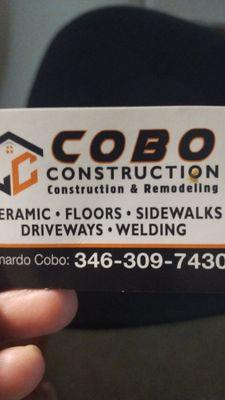 COBO
CONSTRUCTION
Construction & Remodeling
ERAMIC • FLOORS • SIDEWALKS
DRIVEWAYS • WELDING
nardo Cobo: 346-309-7430